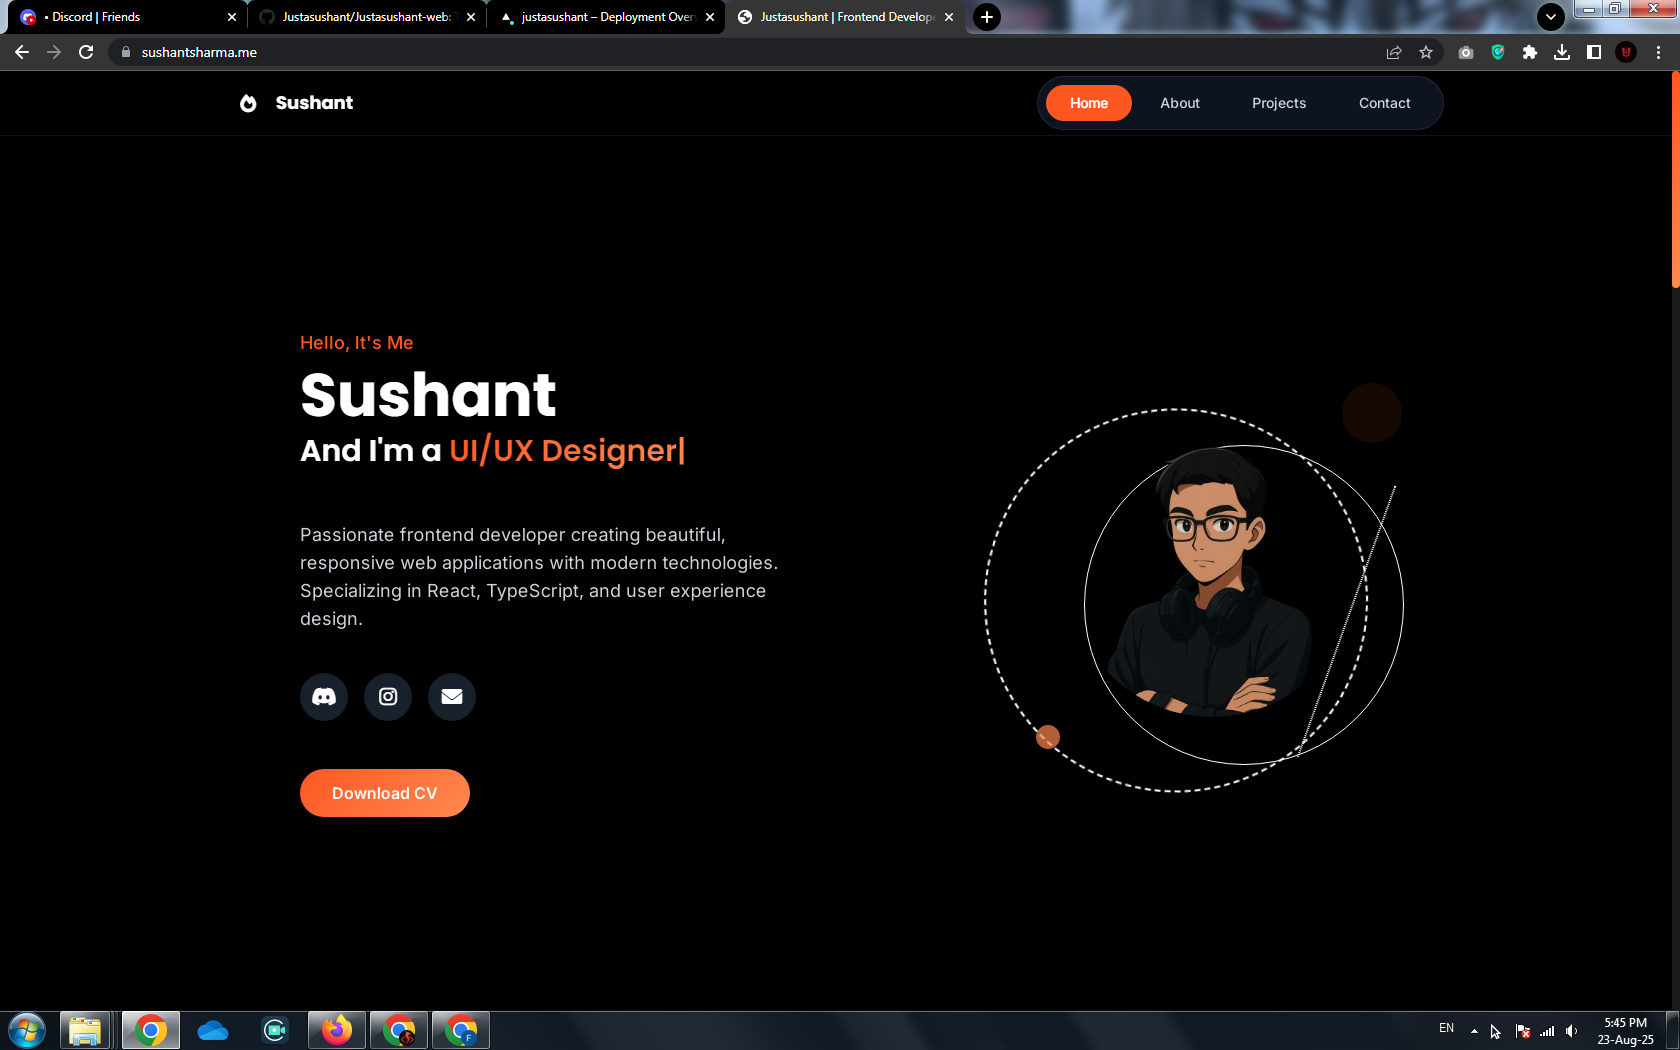 • Discord | Friends
Justasushant/Justasushant-web:
justasushant – Deployment Over
Justasushant | Frontend Develope
sushantsharma.me
Sushant
Home
About
Projects
Contact
Hello, It's Me
Sushant
And I'm a UI/UX Designer|
Passionate frontend developer creating beautiful,
responsive web applications with modern technologies.
Specializing in React, TypeScript, and user experience
design.
Download CV
EN
5:45 PM
23-Aug-25